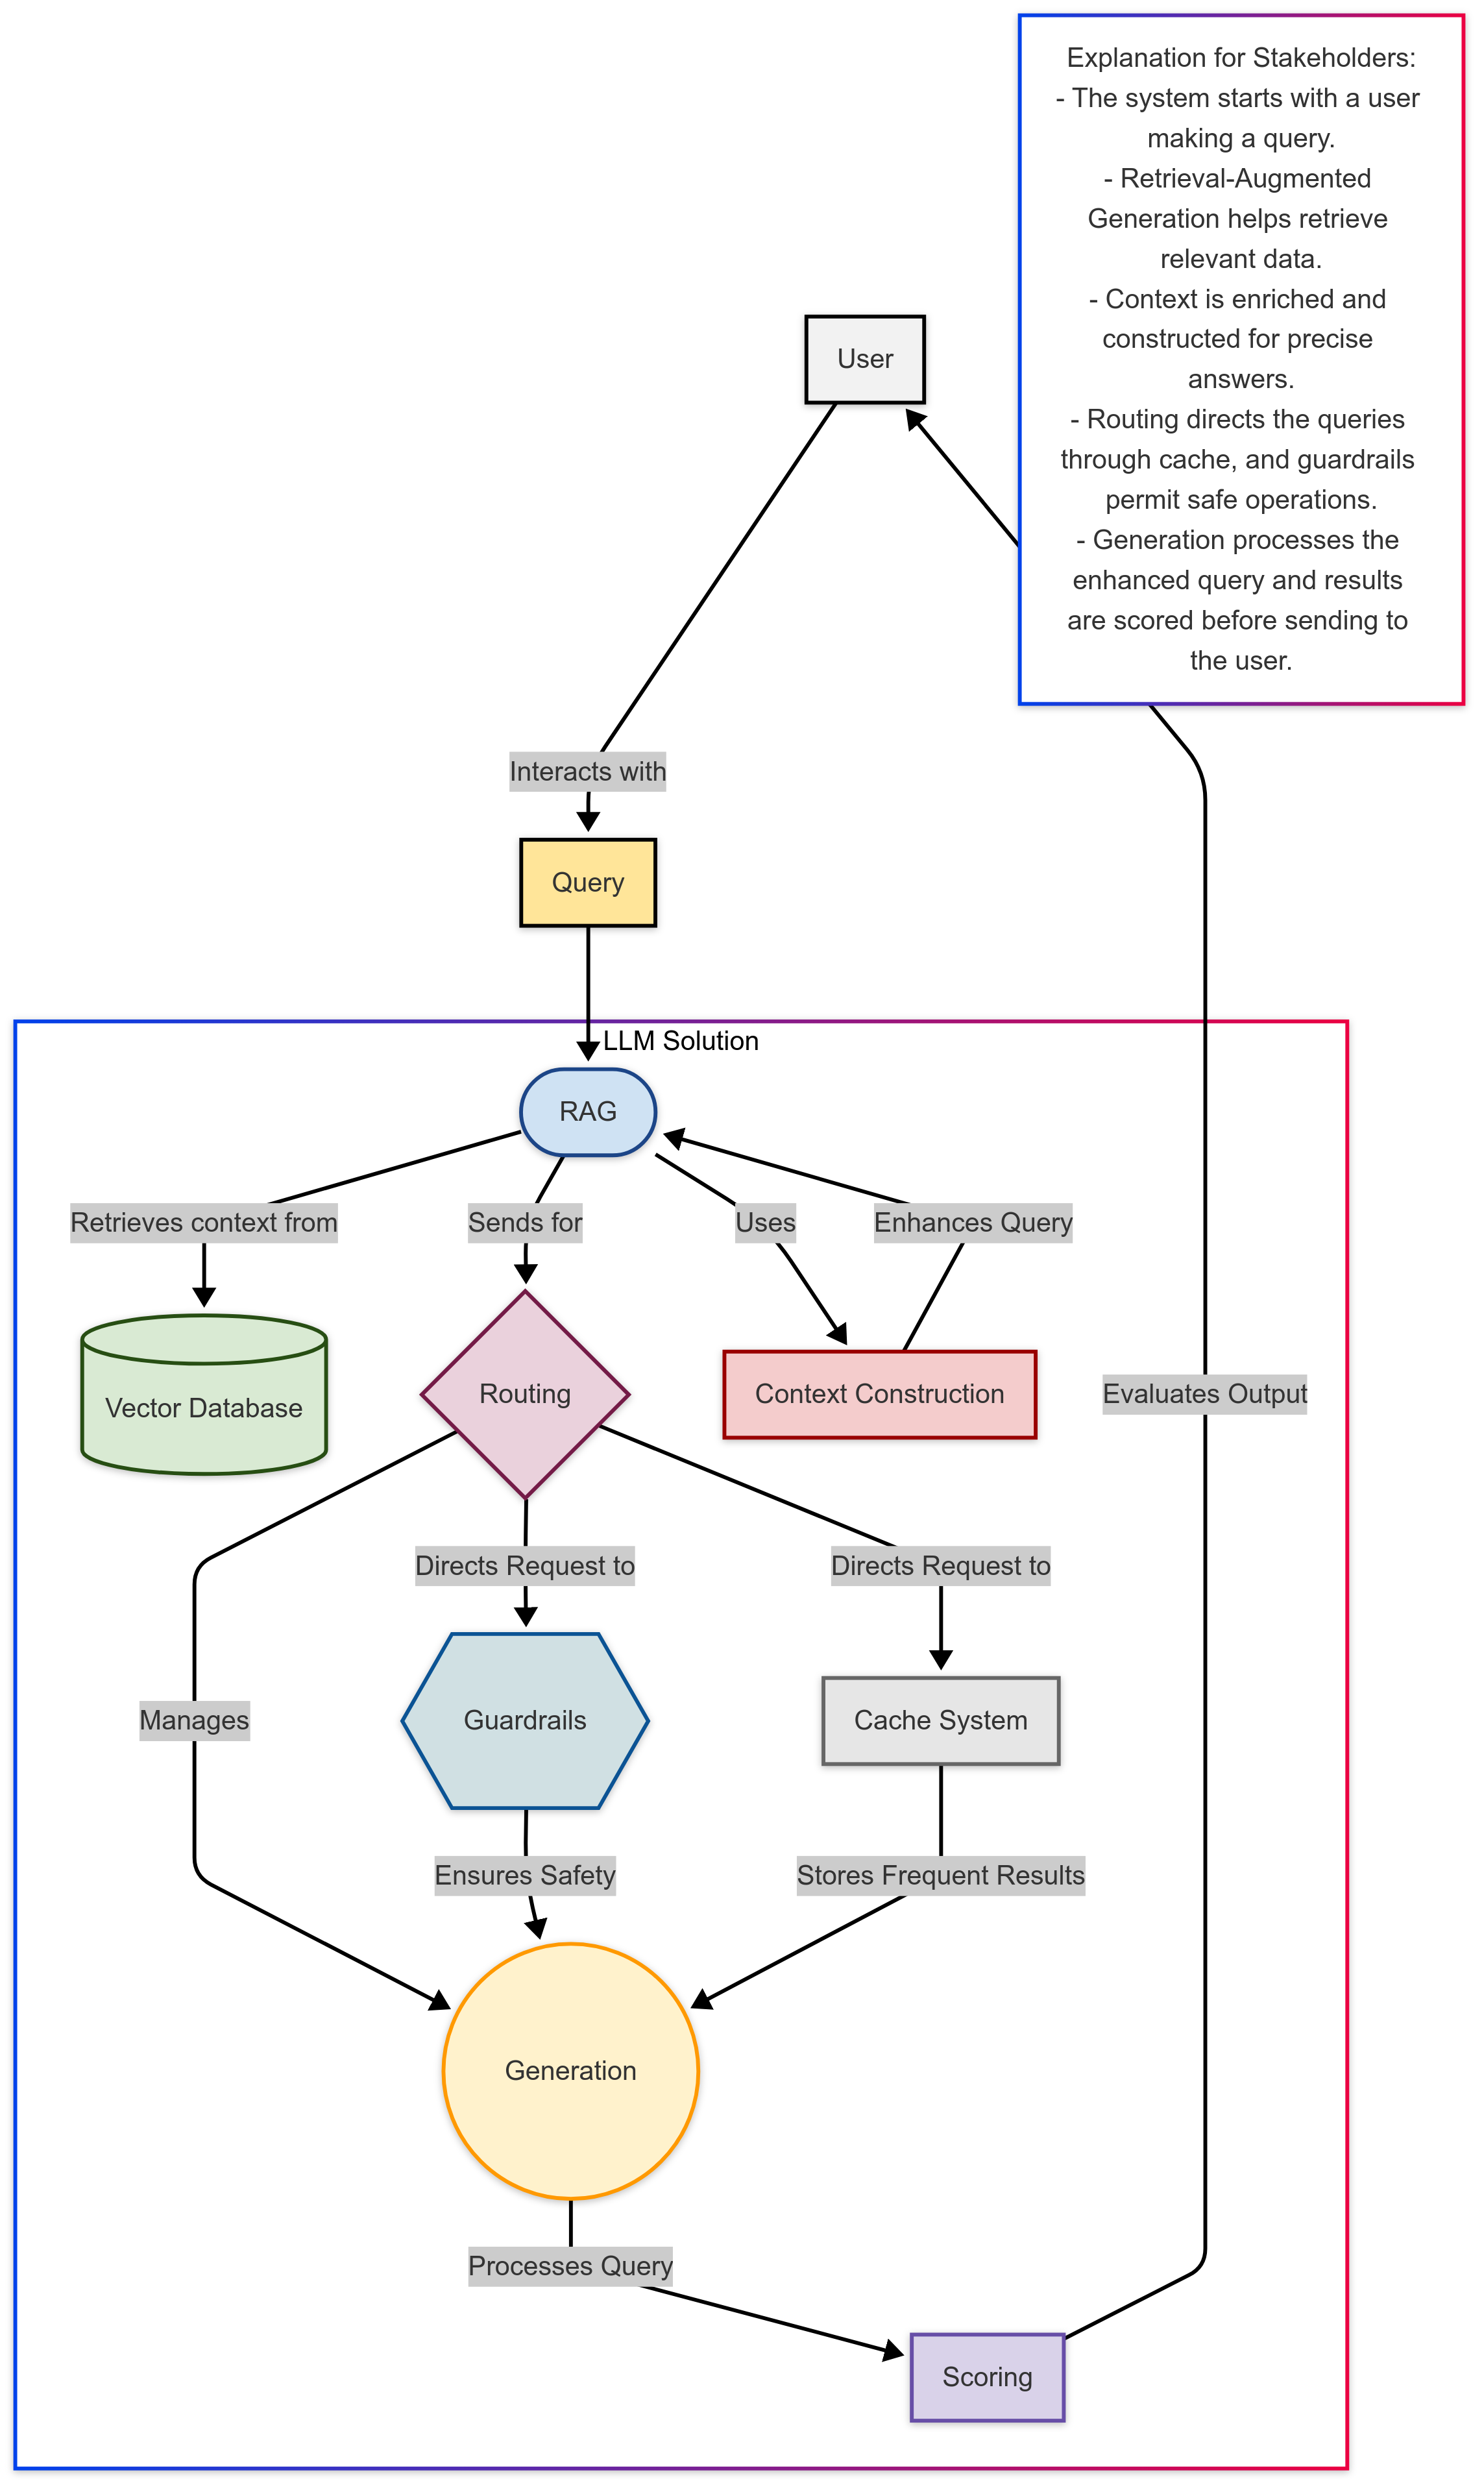 Explanation for Stakeholders:
- The system starts with a user
making a query.
- Retrieval-Augmented
Generation helps retrieve
relevant data.
- Context is enriched and
constructed for precise
answers.
- Routing directs the queries
through cache, and guardrails
permit safe operations.
- Generation processes the
enhanced query and results
are scored before sending to
the user.
User
Interacts with
Query
LLM Solution
RAG
Retrieves context from
Sends for
Uses
Enhances Query
Vector Database
Routing
Context Construction
Evaluates Output
Directs Request to
Directs Request to
Manages
Guardrails
Cache System
Ensures Safety
Stores Frequent Results
Generation
Processes Query
Scoring